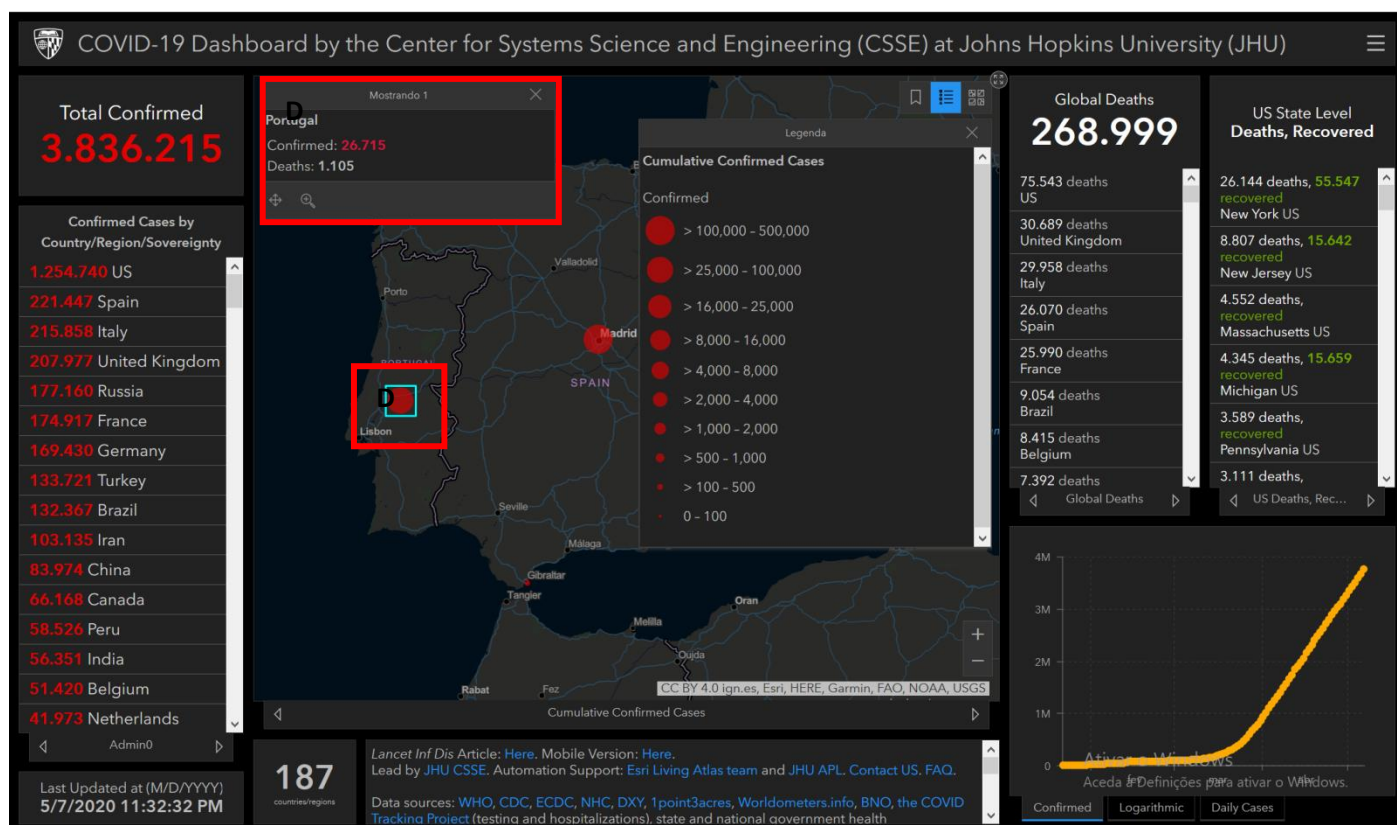 COVID-19 Dashboard by the Center for Systems Science and Engineering (CSSE) at Johns Hopkins University (JHU)
Total Confirmed
3.836.215
Confirmed Cases by
Country/Region/Sovereignty
1.254.740 US
221.447 Spain
215.858 Italy
207.977 United Kingdom
177.160 Russia
174.917 France
169.430 Germany
133.721 Turkey
132.367 Brazil
103.135 Iran
83.974 China
66.168 Canada
58.526 Peru
56.351 India
51.420 Belgium
41.973 Netherlands
Admin0
Last Updated at (M/D/YYYY)
5/7/2020 11:32:32 PM
Mostrando 1
D
Portugal
Confirmed: 26.715
Deaths: 1.105
Valladolid
Porto
Madrid
PORTUGAL
SPAIN
D
Lisbon
Seville
Málaga
Gibraltar
Tangier
Oran
Melilla
Oujda
Rabat
Fez
Legenda
Cumulative Confirmed Cases
Confirmed
> 100,000 – 500,000
> 25,000 – 100,000
> 16,000 – 25,000
> 8,000 – 16,000
> 4,000 – 8,000
> 2,000 – 4,000
> 1,000 – 2,000
> 500 – 1,000
> 100 – 500
0 – 100
CC BY 4.0 ign.es, Esri, HERE, Garmin, FAO, NOAA, USGS
Cumulative Confirmed Cases
187
countries/regions
Lancet Inf Dis Article: Here. Mobile Version: Here.
Lead by JHU CSSE. Automation Support: Esri Living Atlas team and JHU APL. Contact US. FAQ.
Data sources: WHO, CDC, ECDC, NHC, DXY, 1point3acres, Worldometers.info, BNO, the COVID
Tracking Project (testing and hospitalizations), state and national government health
Global Deaths
268.999
75.543 deaths
US
30.689 deaths
United Kingdom
29.958 deaths
Italy
26.070 deaths
Spain
25.990 deaths
France
9.054 deaths
Brazil
8.415 deaths
Belgium
7.392 deaths
Global Deaths
US State Level
Deaths, Recovered
26.144 deaths, 55.547
recovered
New York US
8.807 deaths, 15.642
recovered
New Jersey US
4.552 deaths,
recovered
Massachusetts US
4.345 deaths, 15.659
recovered
Michigan US
3.589 deaths,
recovered
Pennsylvania US
3.111 deaths,
US Deaths, Rec...
4M
3M
2M
1M
0
fev mar abr
Ativar o Windows
Aceda a Definições para ativar o Windows.
Confirmed Logarithmic Daily Cases